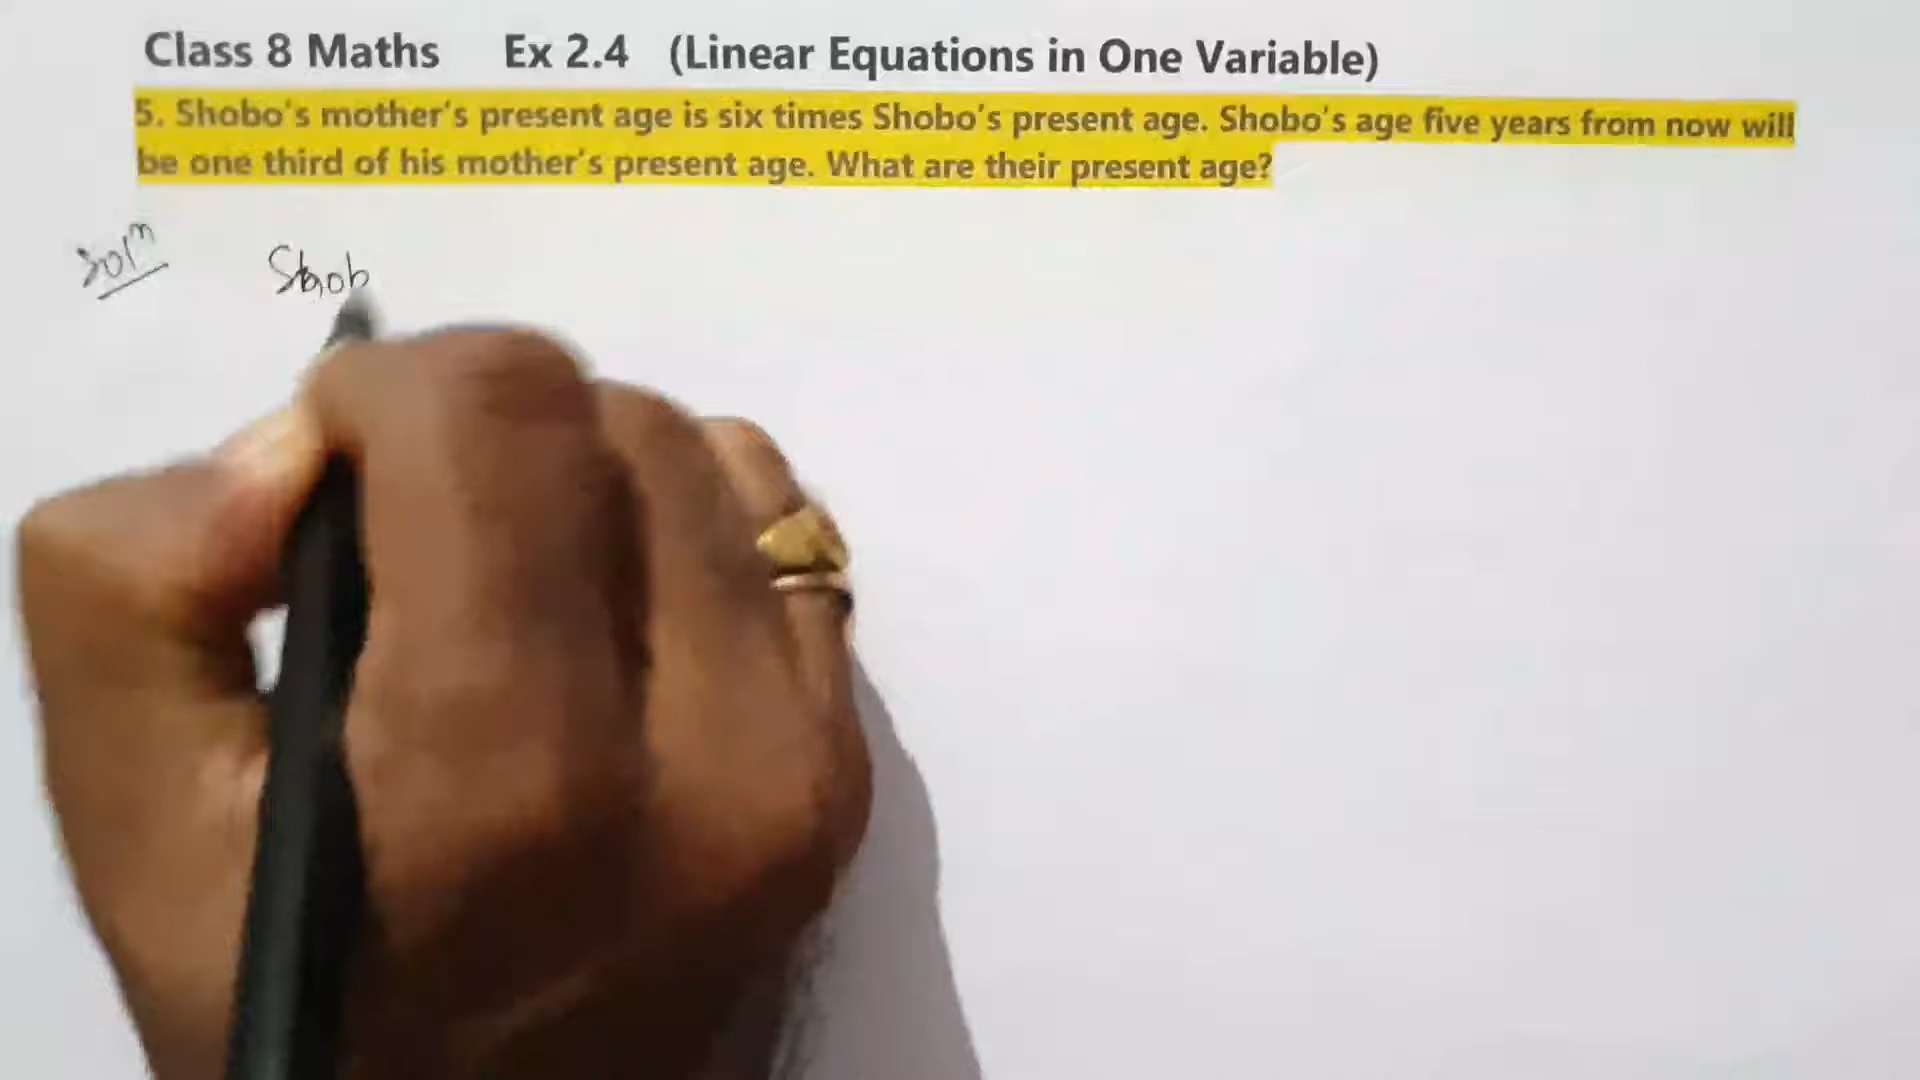 Class 8 Maths Ex 2.4 (Linear Equations in One Variable)
5. Shobo's mother's present age is six times Shobo's present age. Shobo's age five years from now will
be one third of his mother's present age. What are their present age?
Solⁿ Shob